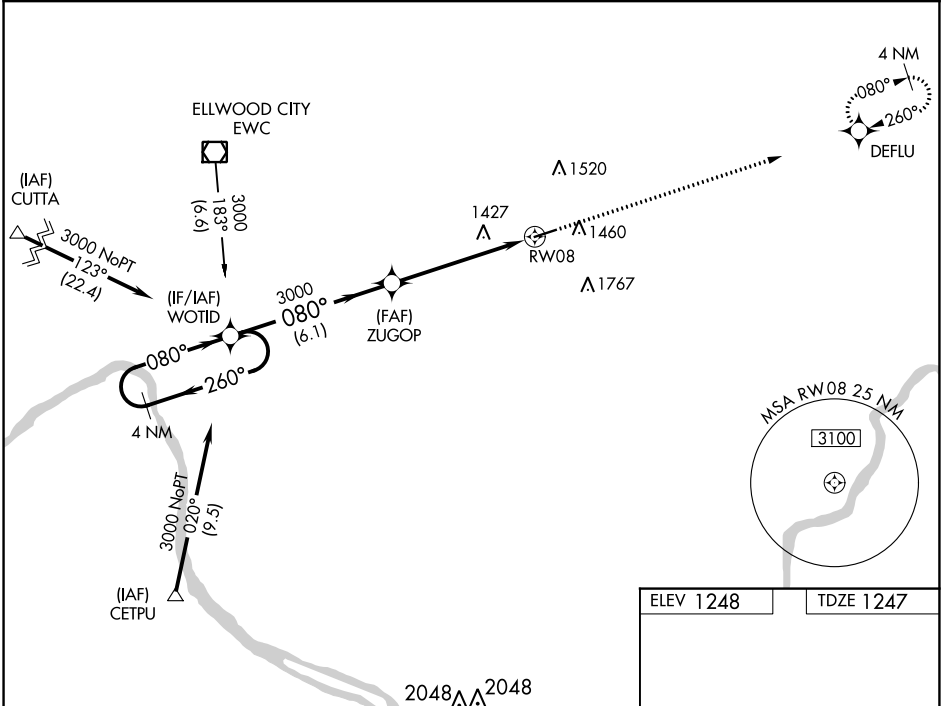 4 NM
080°
260°
DEFLU
ELLWOOD CITY
EWC
3000
183°
(6.6)
1520
(IAF)
CUTTA
3000 NoPT
123°
(22.4)
1427
1460
RW08
1767
(IF/IAF)
WOTID
3000
080°
(6.1)
(FAF)
ZUGOP
080°
260°
4 NM
MSA RW08 25 NM
3100
3000 NoPT
020°
(9.5)
(IAF)
CETPU
ELEV 1248
TDZE 1247
2048 2048